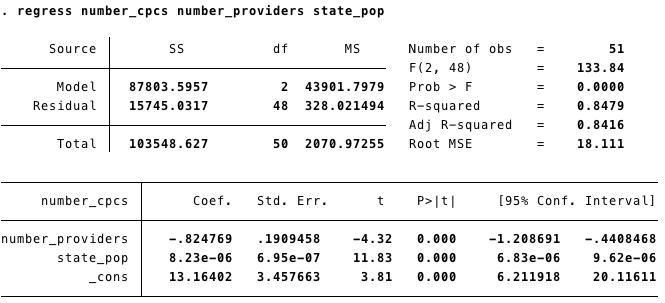 . regress number_cpcs number_providers state_pop
Source | SS df MS Number of obs = 51
F(2, 48) = 133.84
Model | 87803.5957 2 43901.7979 Prob > F = 0.0000
Residual | 15745.0317 48 328.021494 R-squared = 0.8479
Adj R-squared = 0.8416
Total | 103548.627 50 2070.97255 Root MSE = 18.111
number_cpcs | Coef. Std. Err. t P>|t| [95% Conf. Interval]
number_providers | -.824769 .1909458 -4.32 0.000 -1.208691 -.4408468
state_pop | 8.23e-06 6.95e-07 11.83 0.000 6.83e-06 9.62e-06
_cons | 13.16402 3.457663 3.81 0.000 6.211918 20.11611